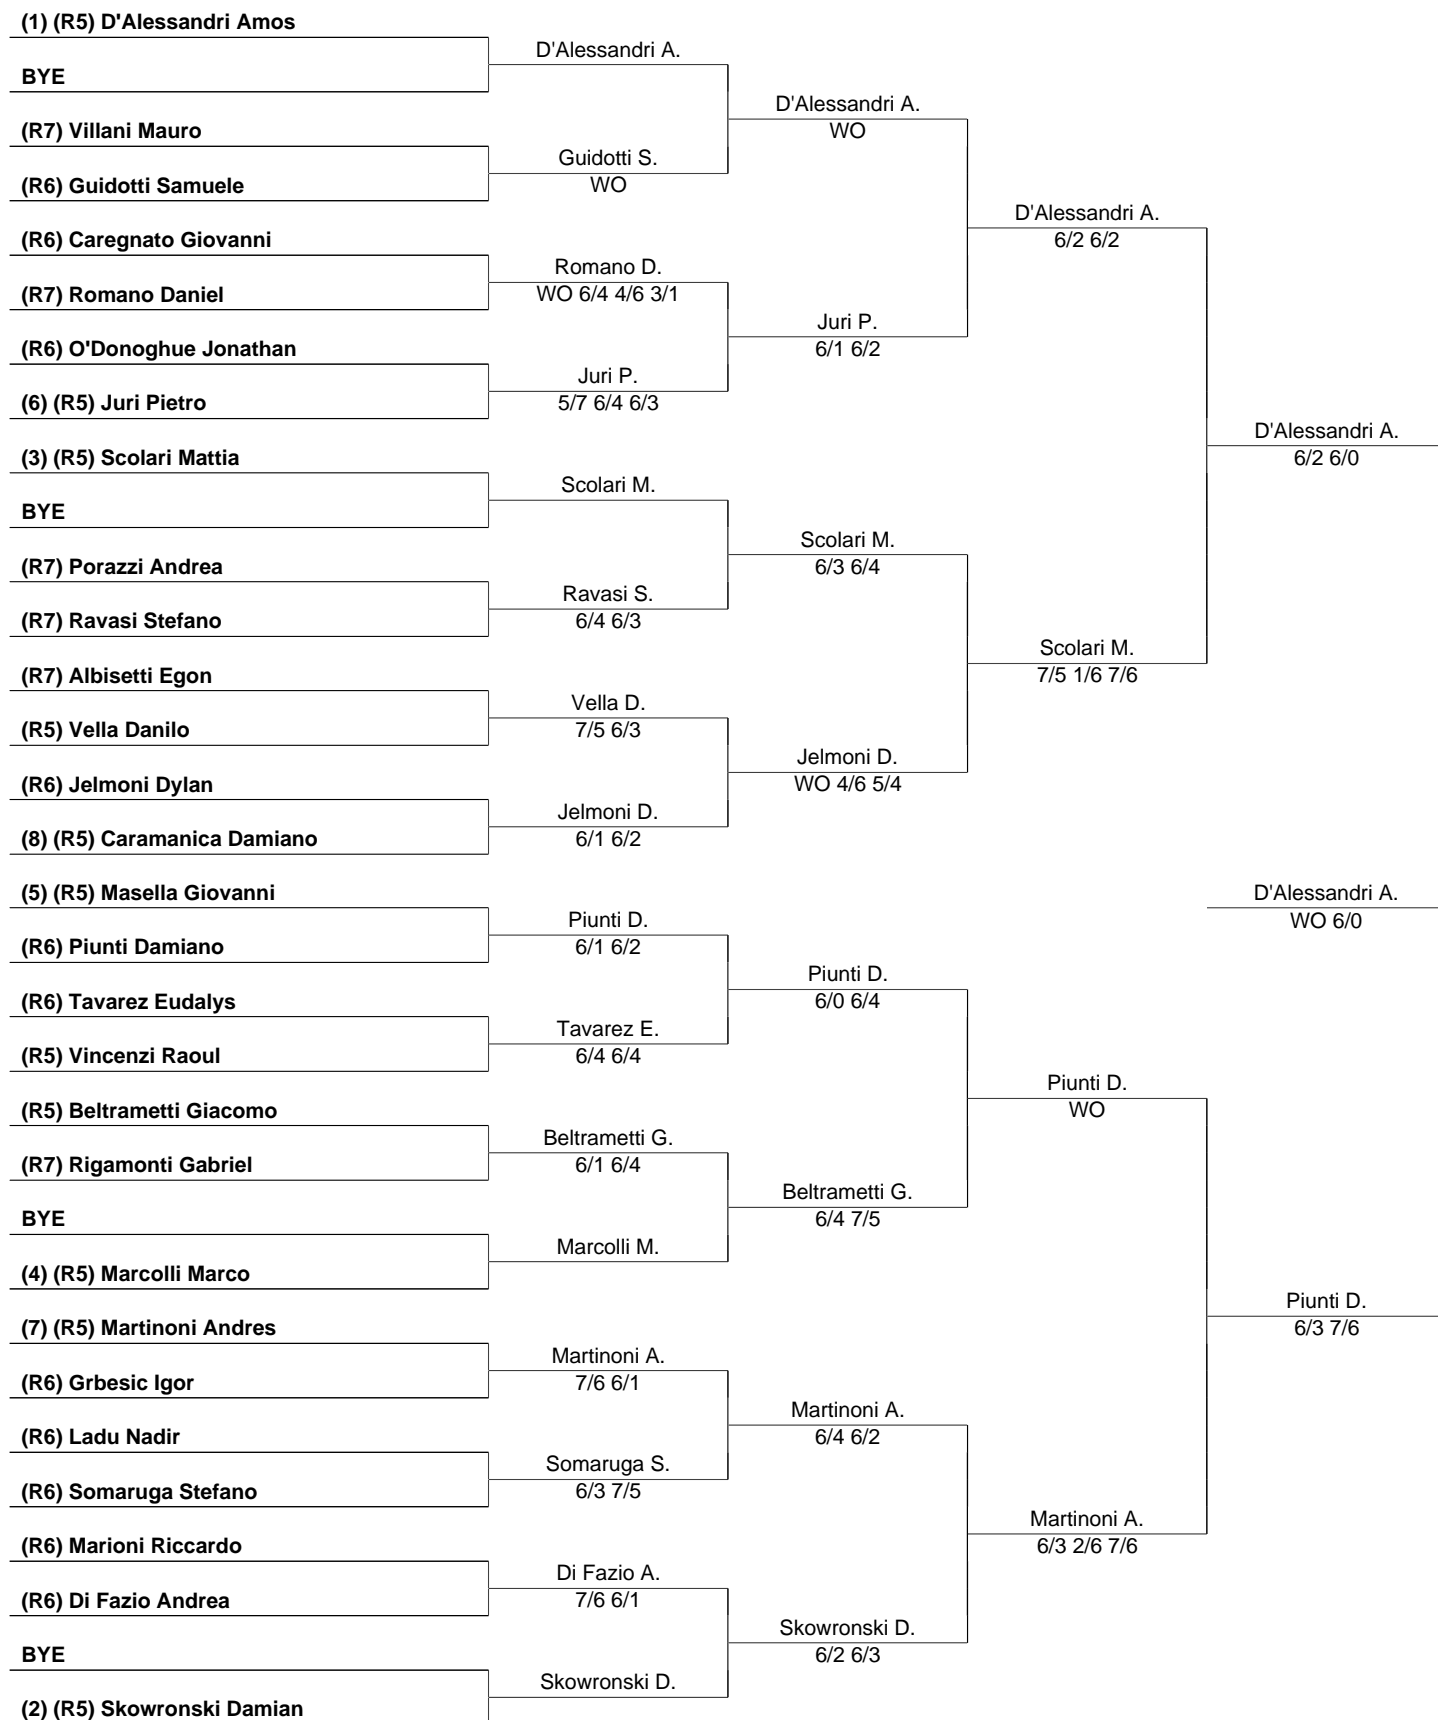 (1) (R5) D'Alessandri Amos
BYE
(R7) Villani Mauro
(R6) Guidotti Samuele
(R6) Caregnato Giovanni
(R7) Romano Daniel
(R6) O'Donoghue Jonathan
(6) (R5) Juri Pietro
(3) (R5) Scolari Mattia
BYE
(R7) Porazzi Andrea
(R7) Ravasi Stefano
(R7) Albisetti Egon
(R5) Vella Danilo
(R6) Jelmoni Dylan
(8) (R5) Caramanica Damiano
(5) (R5) Masella Giovanni
(R6) Piunti Damiano
(R6) Tavarez Eudalys
(R5) Vincenzi Raoul
(R5) Beltrametti Giacomo
(R7) Rigamonti Gabriel
BYE
(4) (R5) Marcolli Marco
(7) (R5) Martinoni Andres
(R6) Grbesic Igor
(R6) Ladu Nadir
(R6) Somaruga Stefano
(R6) Marioni Riccardo
(R6) Di Fazio Andrea
BYE
(2) (R5) Skowronski Damian
D'Alessandri A.
Guidotti S.
WO
Romano D.
WO 6/4 4/6 3/1
Juri P.
5/7 6/4 6/3
Scolari M.
Ravasi S.
6/4 6/3
Vella D.
7/5 6/3
Jelmoni D.
6/1 6/2
Piunti D.
6/1 6/2
Tavarez E.
6/4 6/4
Beltrametti G.
6/1 6/4
Marcolli M.
Martinoni A.
7/6 6/1
Somaruga S.
6/3 7/5
Di Fazio A.
7/6 6/1
Skowronski D.
D'Alessandri A.
WO
Juri P.
6/1 6/2
Scolari M.
6/3 6/4
Jelmoni D.
WO 4/6 5/4
Piunti D.
6/0 6/4
Beltrametti G.
6/4 7/5
Martinoni A.
6/4 6/2
Skowronski D.
6/2 6/3
D'Alessandri A.
6/2 6/2
Scolari M.
7/5 1/6 7/6
Piunti D.
WO
Martinoni A.
6/3 2/6 7/6
D'Alessandri A.
6/2 6/0
D'Alessandri A.
WO 6/0
Piunti D.
6/3 7/6